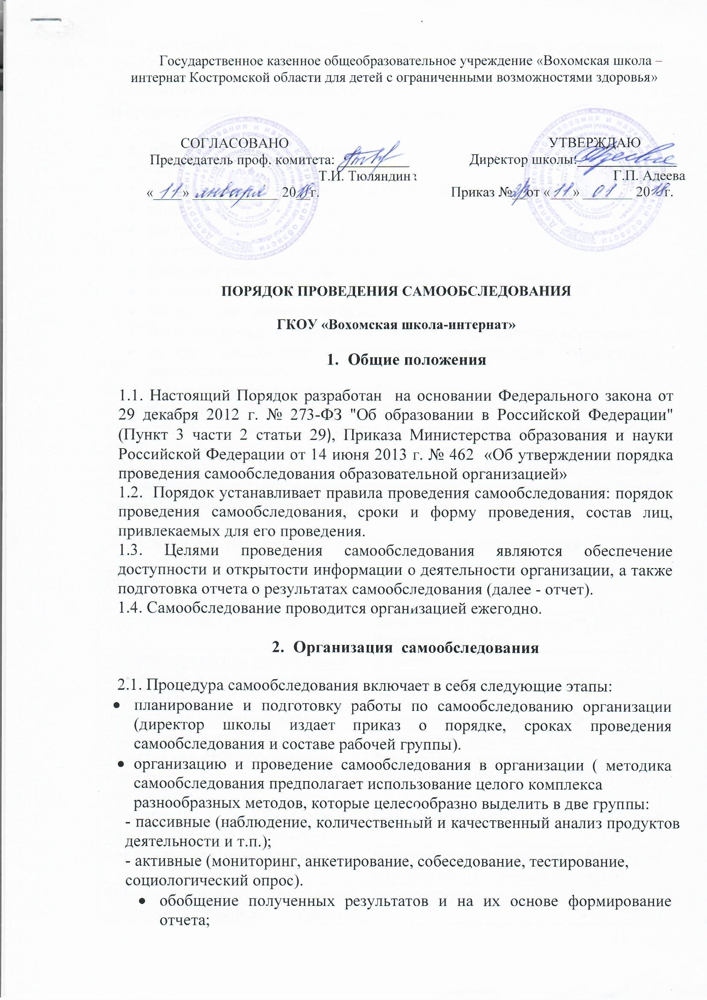 Государственное казенное общеобразовательное учреждение «Вохомская школа –
интернат Костромской области для детей с ограниченными возможностями здоровья»
СОГЛАСОВАНО
Председатель проф. комитета:
Т.И. Тюляндин
«11» января 2018г.
УТВЕРЖДАЮ
Директор школы:
Г.П. Адеева
Приказ № 2/3 от «11» 01 2018г.
ПОРЯДОК ПРОВЕДЕНИЯ САМООБСЛЕДОВАНИЯ
ГКОУ «Вохомская школа-интернат»
1. Общие положения
1.1. Настоящий Порядок разработан на основании Федерального закона от
29 декабря 2012 г. № 273-ФЗ "Об образовании в Российской Федерации"
(Пункт 3 части 2 статьи 29), Приказа Министерства образования и науки
Российской Федерации от 14 июня 2013 г. № 462 «Об утверждении порядка
проведения самообследования образовательной организацией»
1.2. Порядок устанавливает правила проведения самообследования: порядок
проведения самообследования, сроки и форму проведения, состав лиц,
привлекаемых для его проведения.
1.3. Целями проведения самообследования являются обеспечение
доступности и открытости информации о деятельности организации, а также
подготовка отчета о результатах самообследования (далее - отчет).
1.4. Самообследование проводится организацией ежегодно.
2. Организация самообследования
2.1. Процедура самообследования включает в себя следующие этапы:
• планирование и подготовку работы по самообследованию организации
(директор школы издает приказ о порядке, сроках проведения
самообследования и составе рабочей группы).
• организацию и проведение самообследования в организации ( методика
самообследования предполагает использование целого комплекса
разнообразных методов, которые целесообразно выделить в две группы:
- пассивные (наблюдение, количественный и качественный анализ продуктов
деятельности и т.п.);
- активные (мониторинг, анкетирование, собеседование, тестирование,
социологический опрос).
• обобщение полученных результатов и на их основе формирование
отчета;